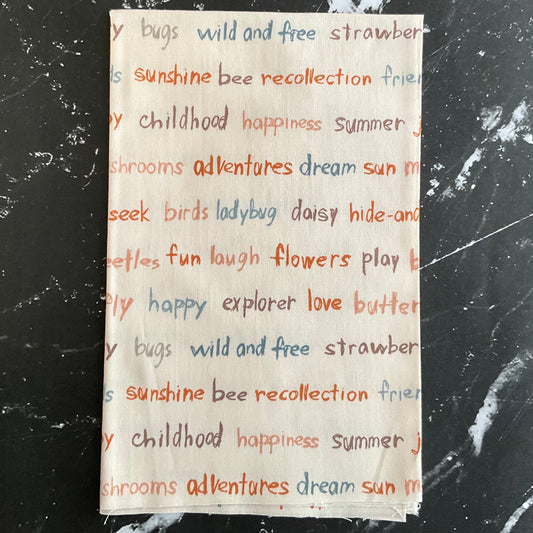 y bugs wild and free strawber
s sunshine bee recollection frie
y childhood happiness summer j
shrooms adventures dream sun m
seek birds ladybug daisy hide-and
eetles fun laugh flowers play b
fly happy explorer love butter
y bugs wild and free strawber
s sunshine bee recollection frien
y childhood happiness summer j
shrooms adventures dream sun m